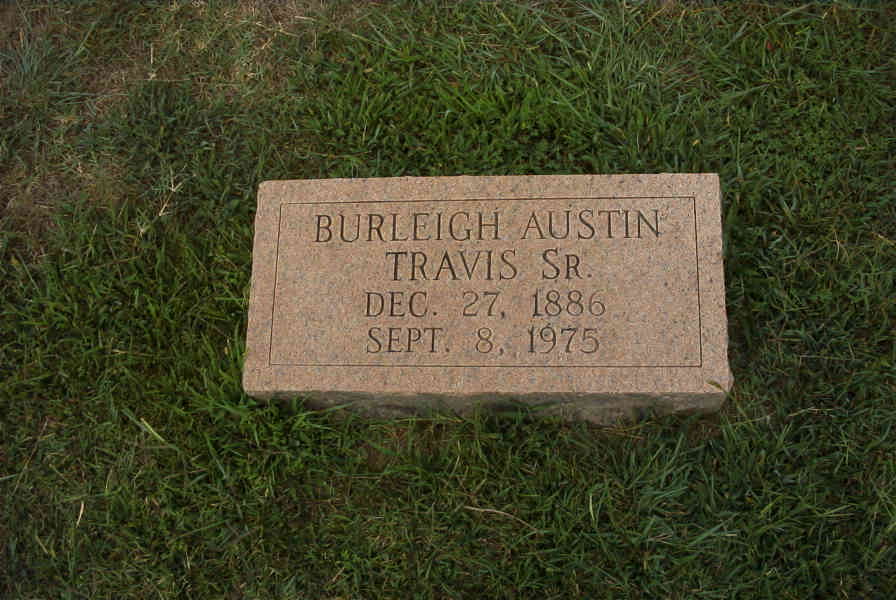 BURLEIGH AUSTIN
TRAVIS SR.
DEC. 27, 1886
SEPT. 8, 1975